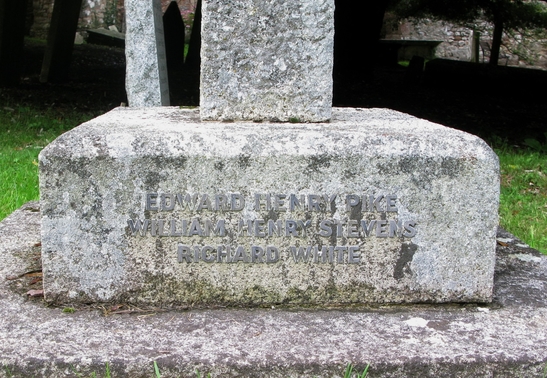 EDWARD HENRY PIKE
WILLIAM HENRY STEVENS
RICHARD WHITE